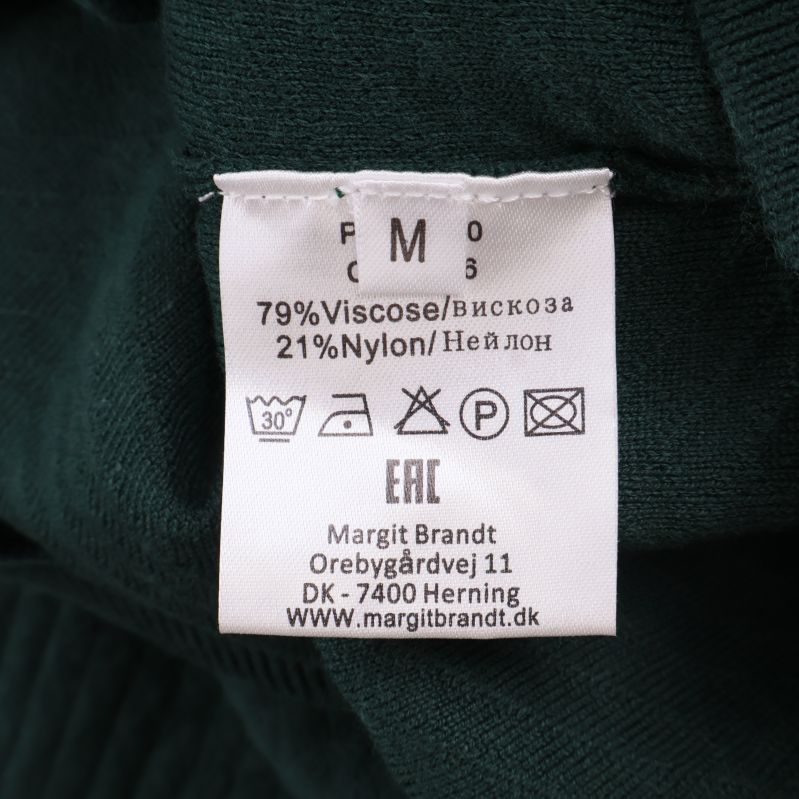 M
79%Viscose/вискоза
21%Nylon/Нейлон
30°
P
EAC
Margit Brandt
Orebygårdvej 11
DK - 7400 Herning
WWW.margitbrandt.dk